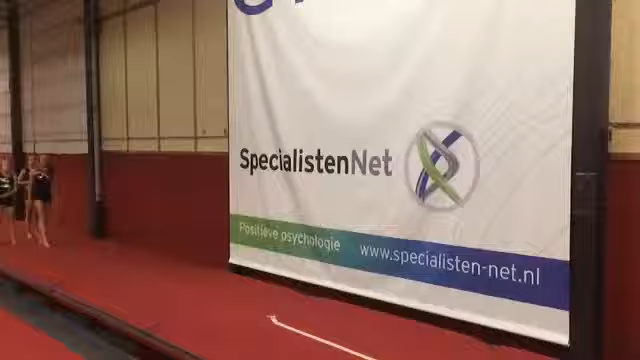 SpecialistenNet
Positieve psychologie
www.specialisten-net.nl